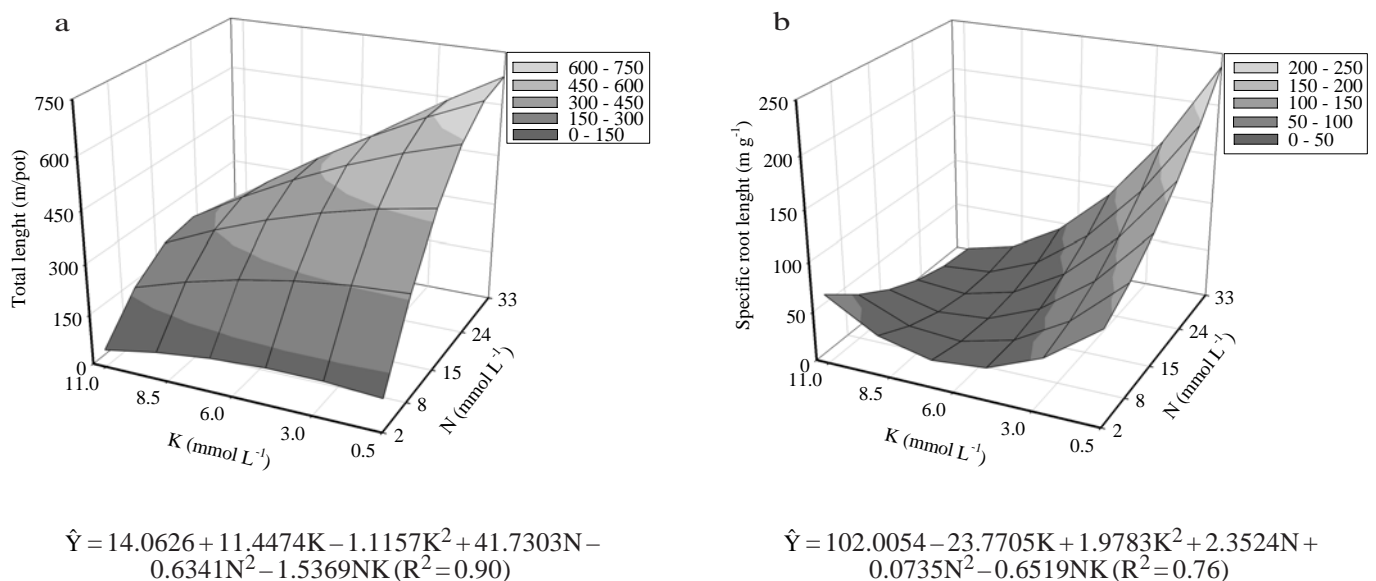 a
600 - 750
450 - 600
300 - 450
150 - 300
0 - 150
Total lenght (m/pot)
750
600
450
300
150
0
11.0
8.5
6.0
3.0
0.5
K (mmol L⁻¹)
2
8
15
24
33
N (mmol L⁻¹)
Ŷ = 14.0626 + 11.4474K – 1.1157K² + 41.7303N –
0.6341N² – 1.5369NK (R² = 0.90)
b
200 - 250
150 - 200
100 - 150
50 - 100
0 - 50
Specific root lenght (m g⁻¹)
250
200
150
100
50
0
11.0
8.5
6.0
3.0
0.5
K (mmol L⁻¹)
2
8
15
24
33
N (mmol L⁻¹)
Ŷ = 102.0054 – 23.7705K + 1.9783K² + 2.3524N +
0.0735N² – 0.6519NK (R² = 0.76)